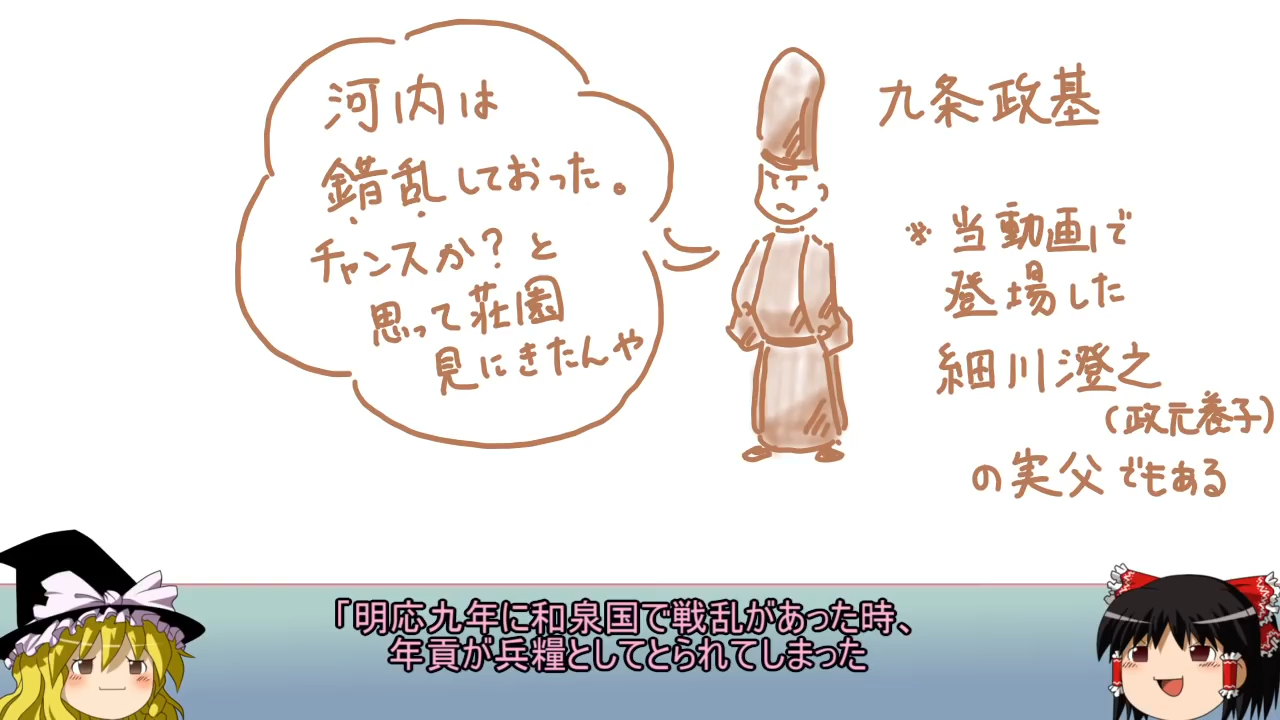 河内は
錯乱しておった。
チャンスか?と
思って荘園
見にきたんや
九条政基
※当動画で
登場した
細川澄之
(政元養子)
の実父でもある
「明応九年に和泉国で戦乱があった時、
年貢が兵糧としてとられてしまった